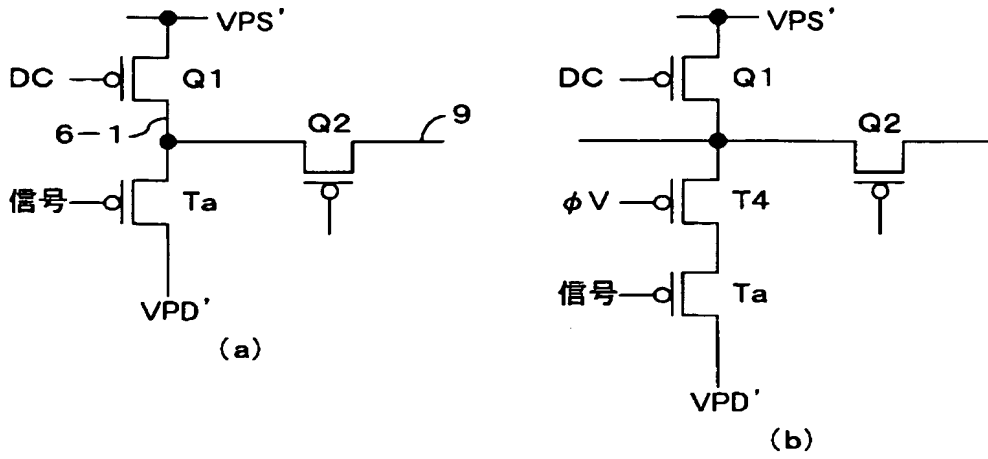 VPS'
DC
Q1
6-1
Q2
9
信号
Ta
VPD'
(a)
VPS'
DC
Q1
Q2
φV
T4
信号
Ta
VPD'
(b)